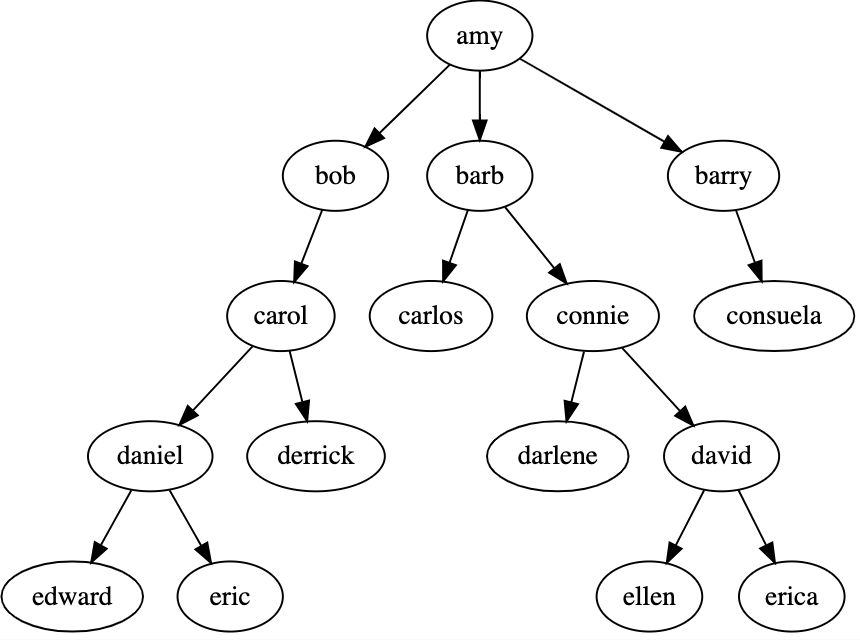 amy
bob
barb
barry
carol
carlos
connie
consuela
daniel
derrick
darlene
david
edward
eric
ellen
erica